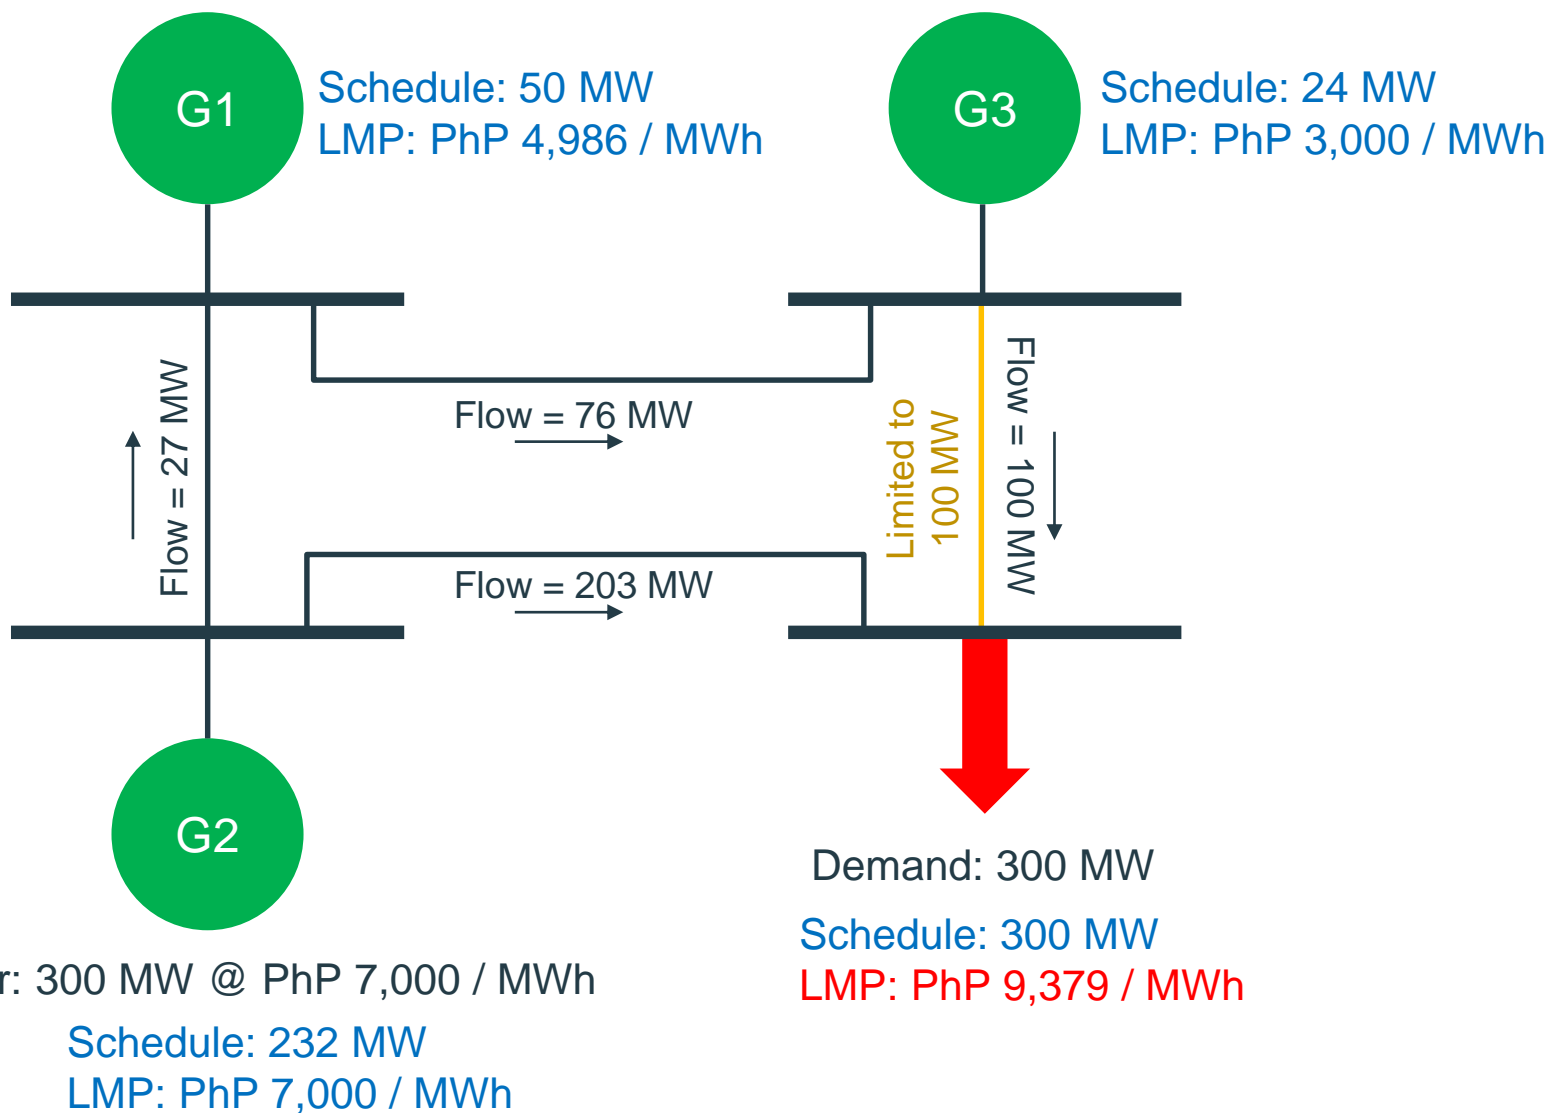 G1
Schedule: 50 MW
LMP: PhP 4,986 / MWh
G3
Schedule: 24 MW
LMP: PhP 3,000 / MWh
Flow = 27 MW
Flow = 76 MW
Limited to
100 MW
Flow = 100 MW
Flow = 203 MW
G2
r: 300 MW @ PhP 7,000 / MWh
Schedule: 232 MW
LMP: PhP 7,000 / MWh
Demand: 300 MW
Schedule: 300 MW
LMP: PhP 9,379 / MWh